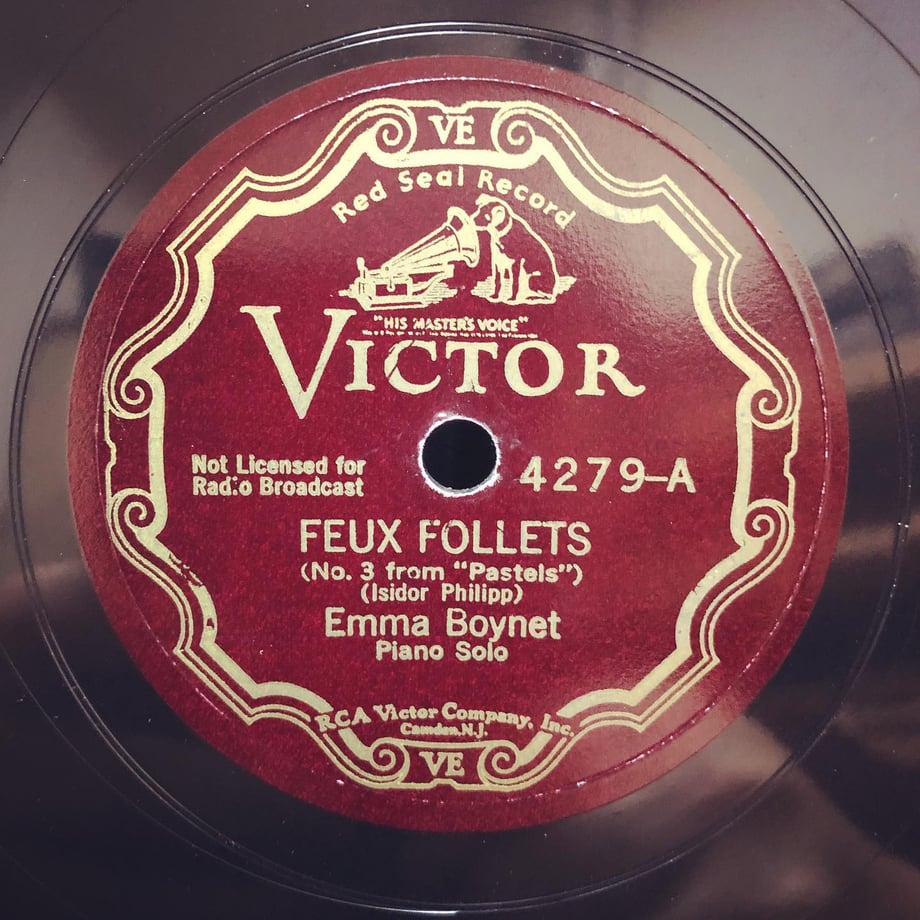 VE
Red Seal Record
"HIS MASTER'S VOICE"
VICTOR
Not Licensed for
Radio Broadcast
4279-A
FEUX FOLLETS
(No. 3 from "Pastels")
(Isidor Philipp)
Emma Boynet
Piano Solo
RCA Victor Company, Inc.
Camden, N.J.
VE